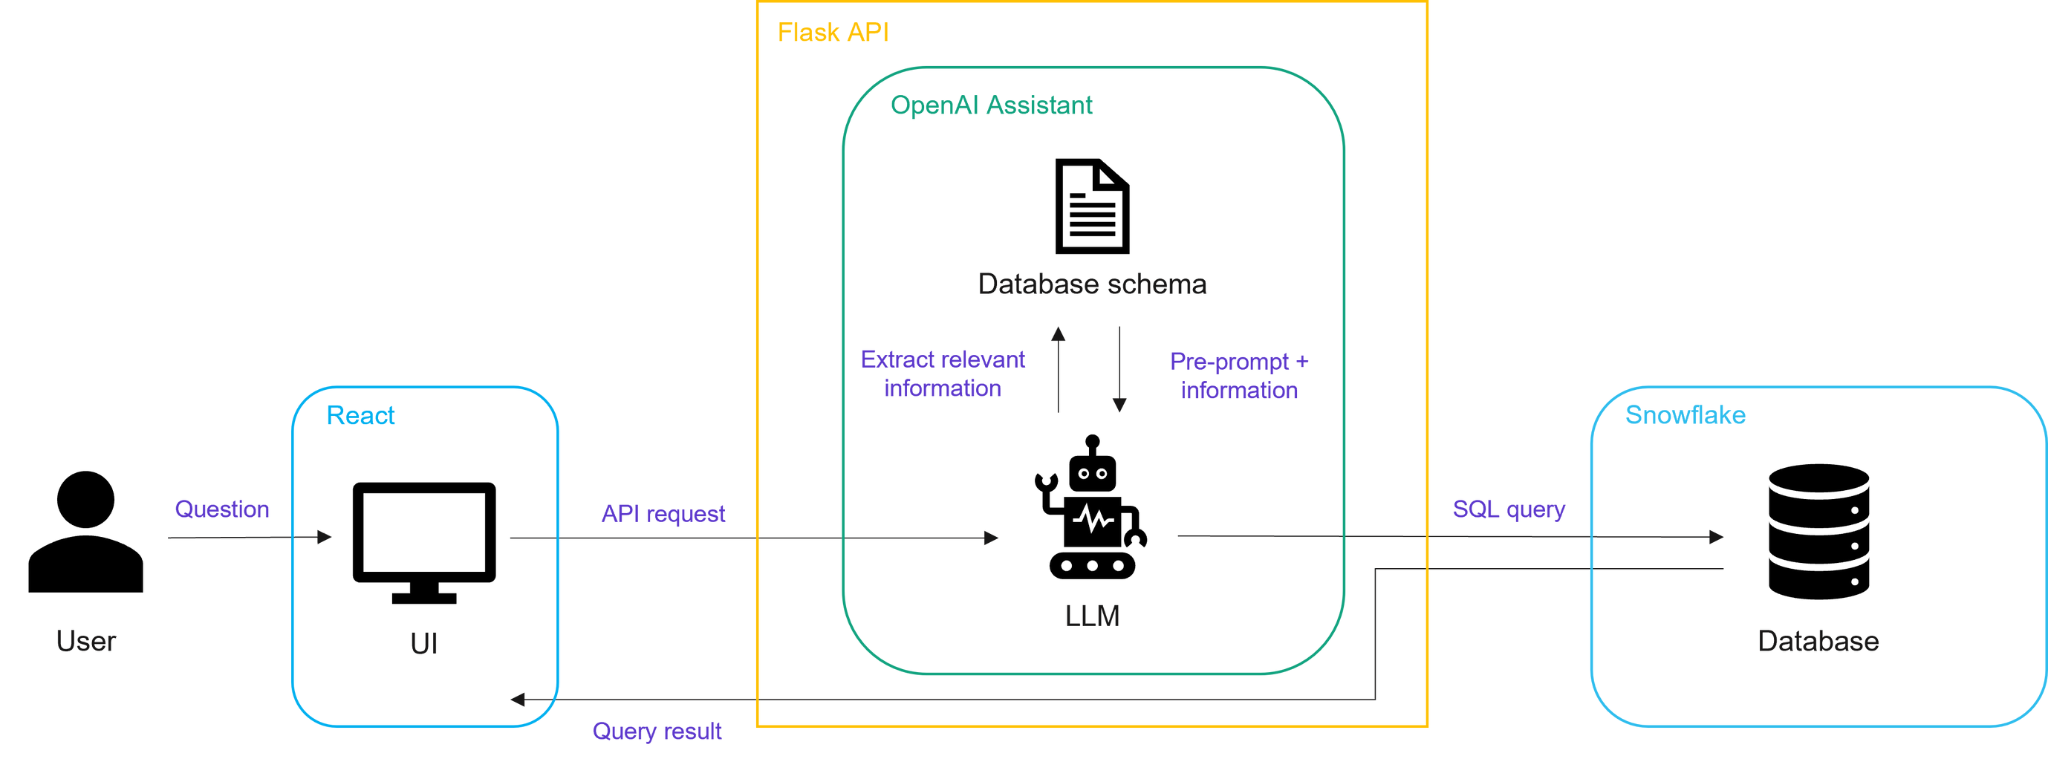 Flask API
OpenAI Assistant
Database schema
Extract relevant
information
Pre-prompt +
information
React
Snowflake
Question
API request
SQL query
LLM
User
UI
Database
Query result